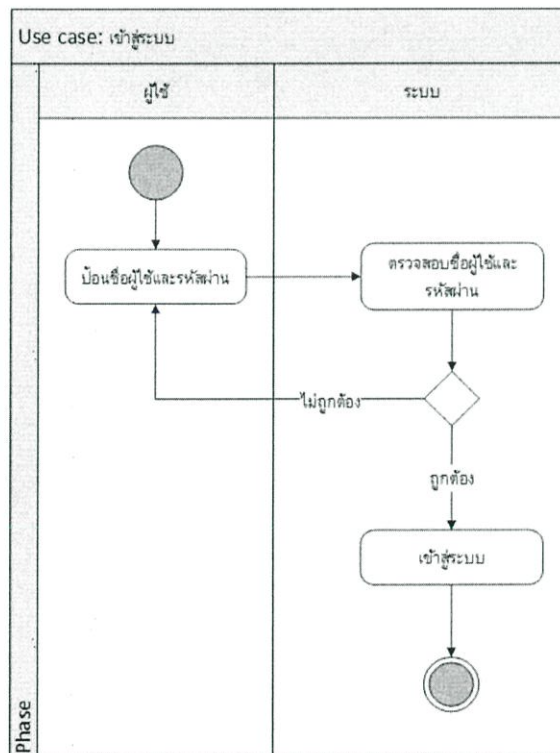 Use case: เข้าสู่ระบบ
ผู้ใช้
ระบบ
ป้อนชื่อผู้ใช้และรหัสผ่าน
ตรวจสอบชื่อผู้ใช้และ
รหัสผ่าน
ไม่ถูกต้อง
ถูกต้อง
เข้าสู่ระบบ
Phase